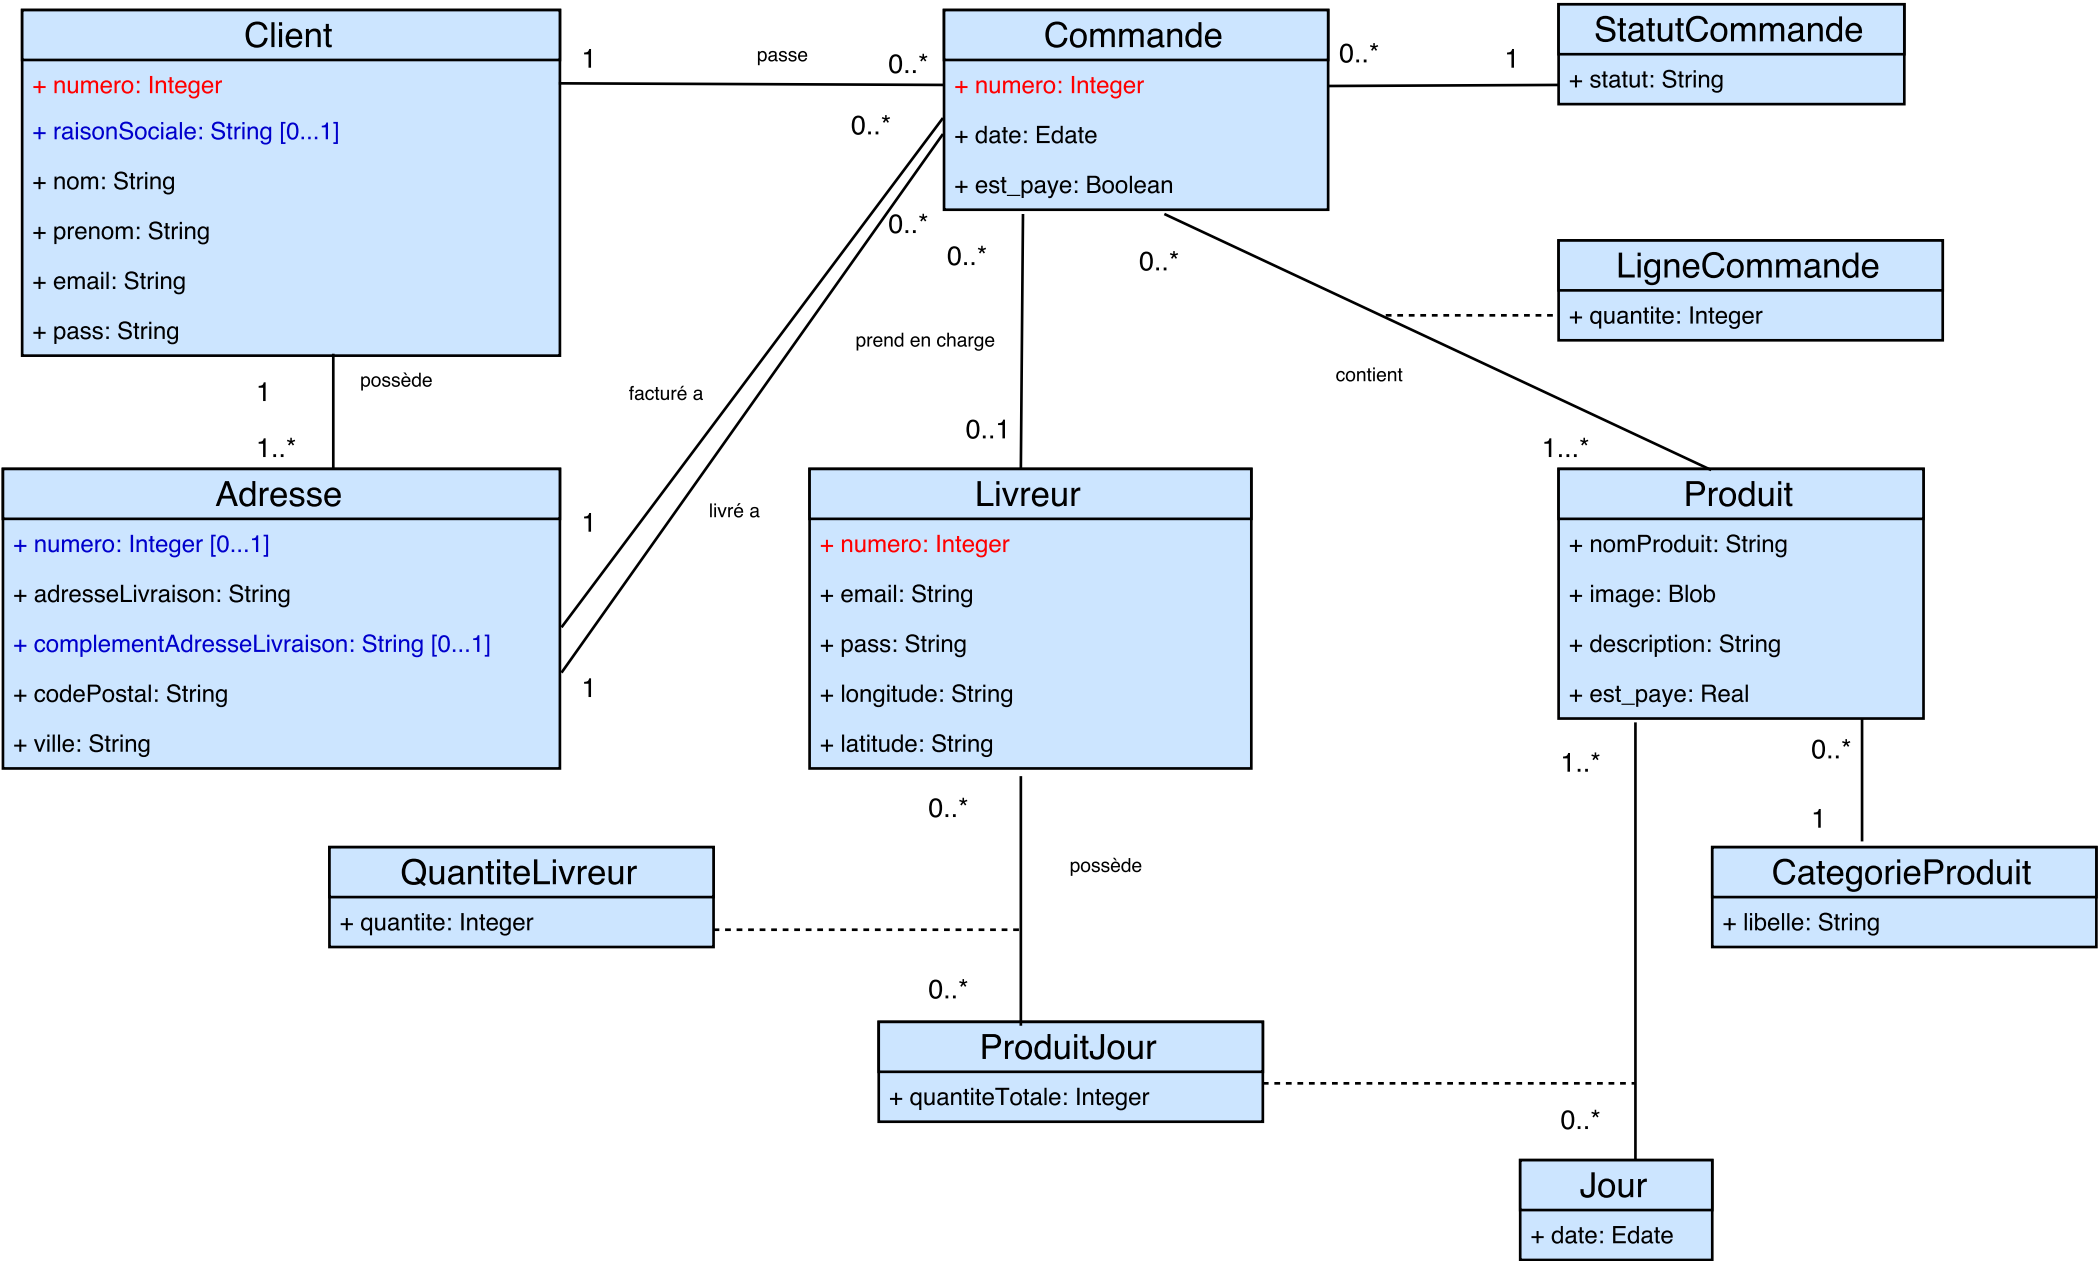 Client
+ numero: Integer
+ raisonSociale: String [0...1]
+ nom: String
+ prenom: String
+ email: String
+ pass: String
1
passe
0..*
Commande
+ numero: Integer
+ date: Edate
+ est_paye: Boolean
0..*
1
StatutCommande
+ statut: String
0..*
0..*
0..*
0..*
LigneCommande
+ quantite: Integer
prend en charge
contient
1
possède
1..*
facturé a
livré a
1
1
0..1
1...*
Adresse
+ numero: Integer [0...1]
+ adresseLivraison: String
+ complementAdresseLivraison: String [0...1]
+ codePostal: String
+ ville: String
Livreur
+ numero: Integer
+ email: String
+ pass: String
+ longitude: String
+ latitude: String
Produit
+ nomProduit: String
+ image: Blob
+ description: String
+ est_paye: Real
1..*
0..*
1
0..*
possède
QuantiteLivreur
+ quantite: Integer
CategorieProduit
+ libelle: String
0..*
ProduitJour
+ quantiteTotale: Integer
0..*
Jour
+ date: Edate